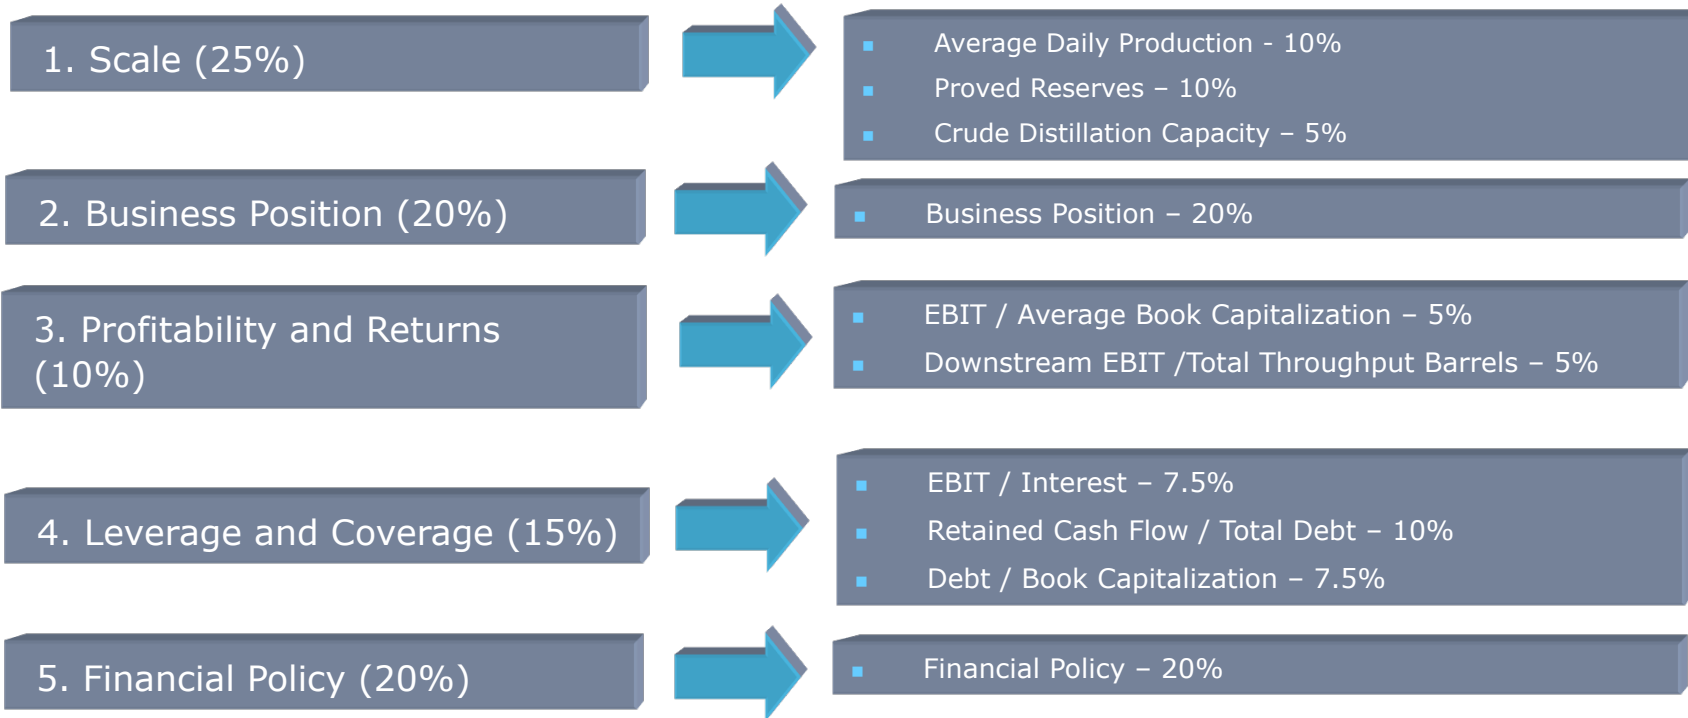 1. Scale (25%)
Average Daily Production - 10%
Proved Reserves – 10%
Crude Distillation Capacity – 5%
2. Business Position (20%)
Business Position – 20%
3. Profitability and Returns
(10%)
EBIT / Average Book Capitalization – 5%
Downstream EBIT /Total Throughput Barrels – 5%
4. Leverage and Coverage (15%)
EBIT / Interest – 7.5%
Retained Cash Flow / Total Debt – 10%
Debt / Book Capitalization – 7.5%
5. Financial Policy (20%)
Financial Policy – 20%